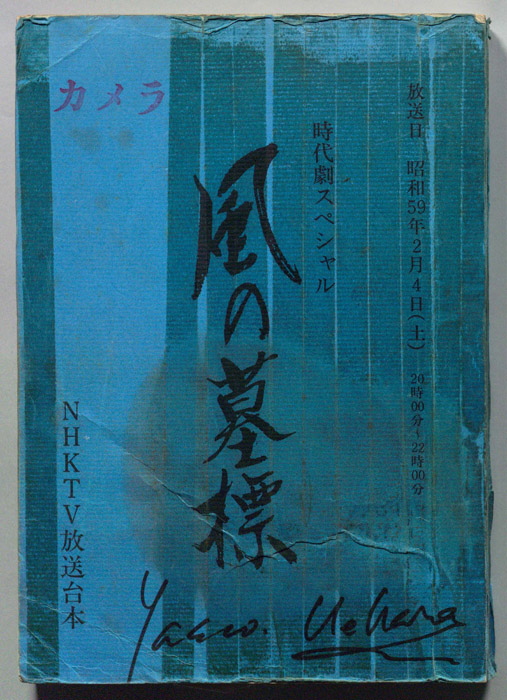 放送日 昭和59年2月4日(土) 20時00分~22時00分
時代劇スペシャル
風の墓標
カメラ
NHKTV放送台本
Uehara